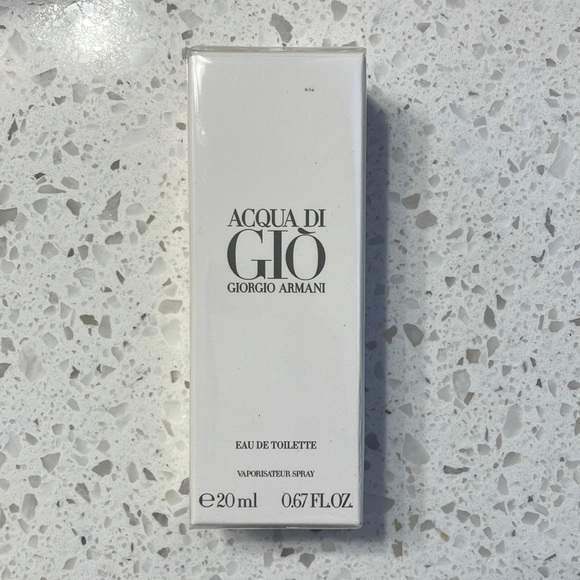 ACQUA DI
GIÒ
GIORGIO ARMANI
EAU DE TOILETTE
VAPORISATEUR SPRAY
℮20 ml 0.67 FL.OZ.